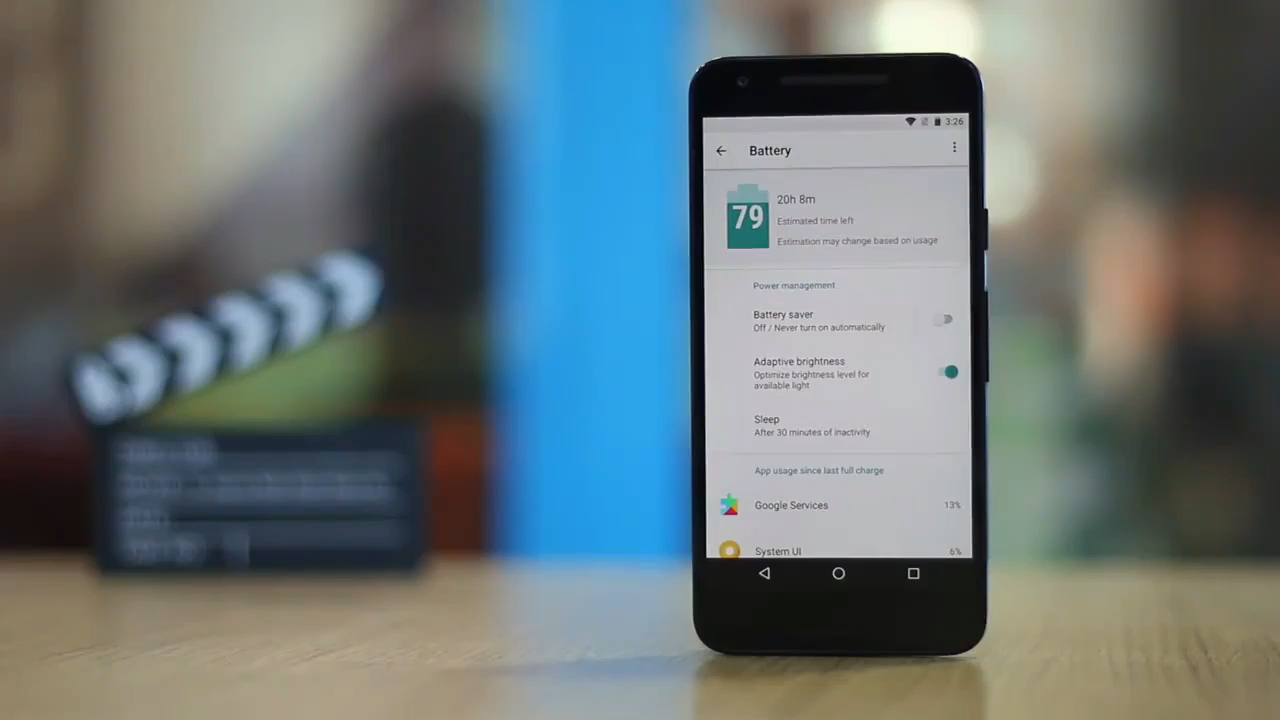 3:26
Battery
79
20h 8m
Estimated time left
Estimation may change based on usage
Power management
Battery saver
Off / Never turn on automatically
Adaptive brightness
Optimize brightness level for
available light
Sleep
After 30 minutes of inactivity
App usage since last full charge
Google Services 13%
System UI 6%